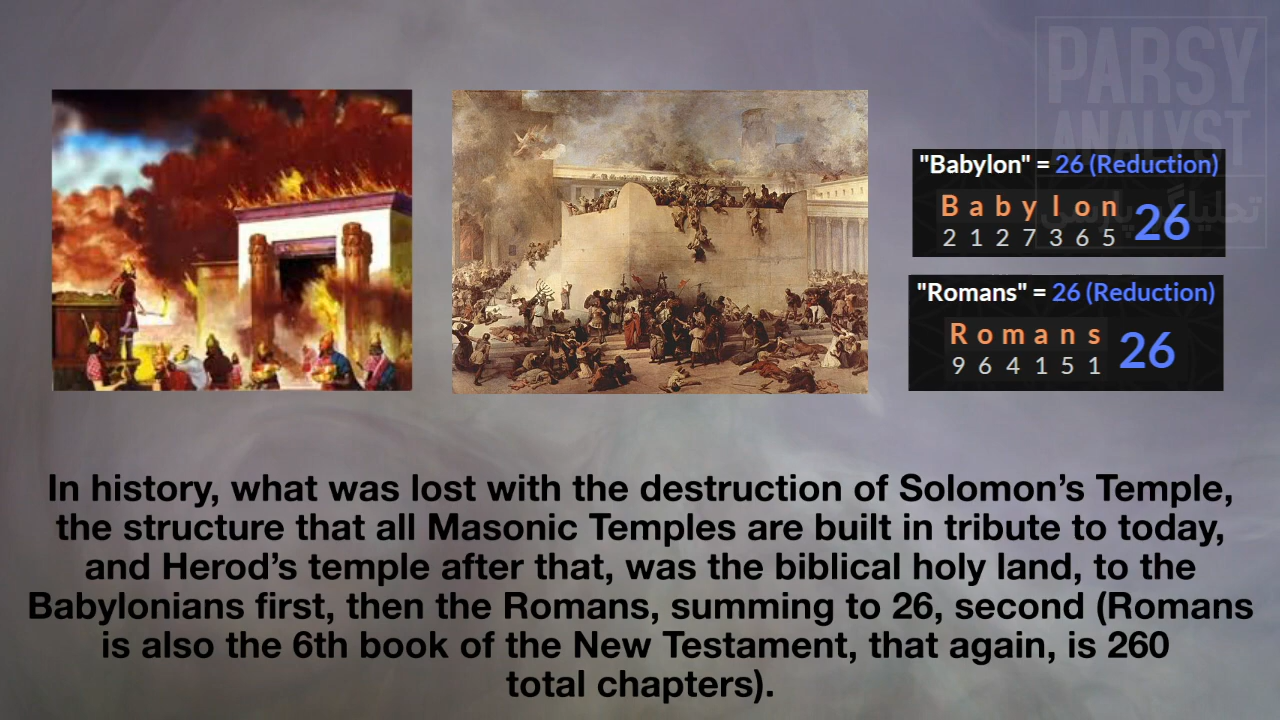 PARSY
ANALYST
تحلیلگر پارسی
"Babylon" = 26 (Reduction)
B a b y l o n
2 1 2 7 3 6 5 26
"Romans" = 26 (Reduction)
R o m a n s
9 6 4 1 5 1 26
In history, what was lost with the destruction of Solomon’s Temple,
the structure that all Masonic Temples are built in tribute to today,
and Herod’s temple after that, was the biblical holy land, to the
Babylonians first, then the Romans, summing to 26, second (Romans
is also the 6th book of the New Testament, that again, is 260
total chapters).